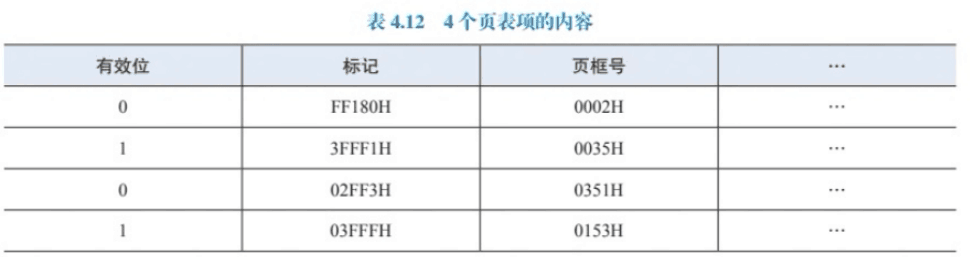 表 4.12 4 个页表项的内容
有效位 标记 页框号 …
0 FF180H 0002H …
1 3FFF1H 0035H …
0 02FF3H 0351H …
1 03FFFH 0153H …